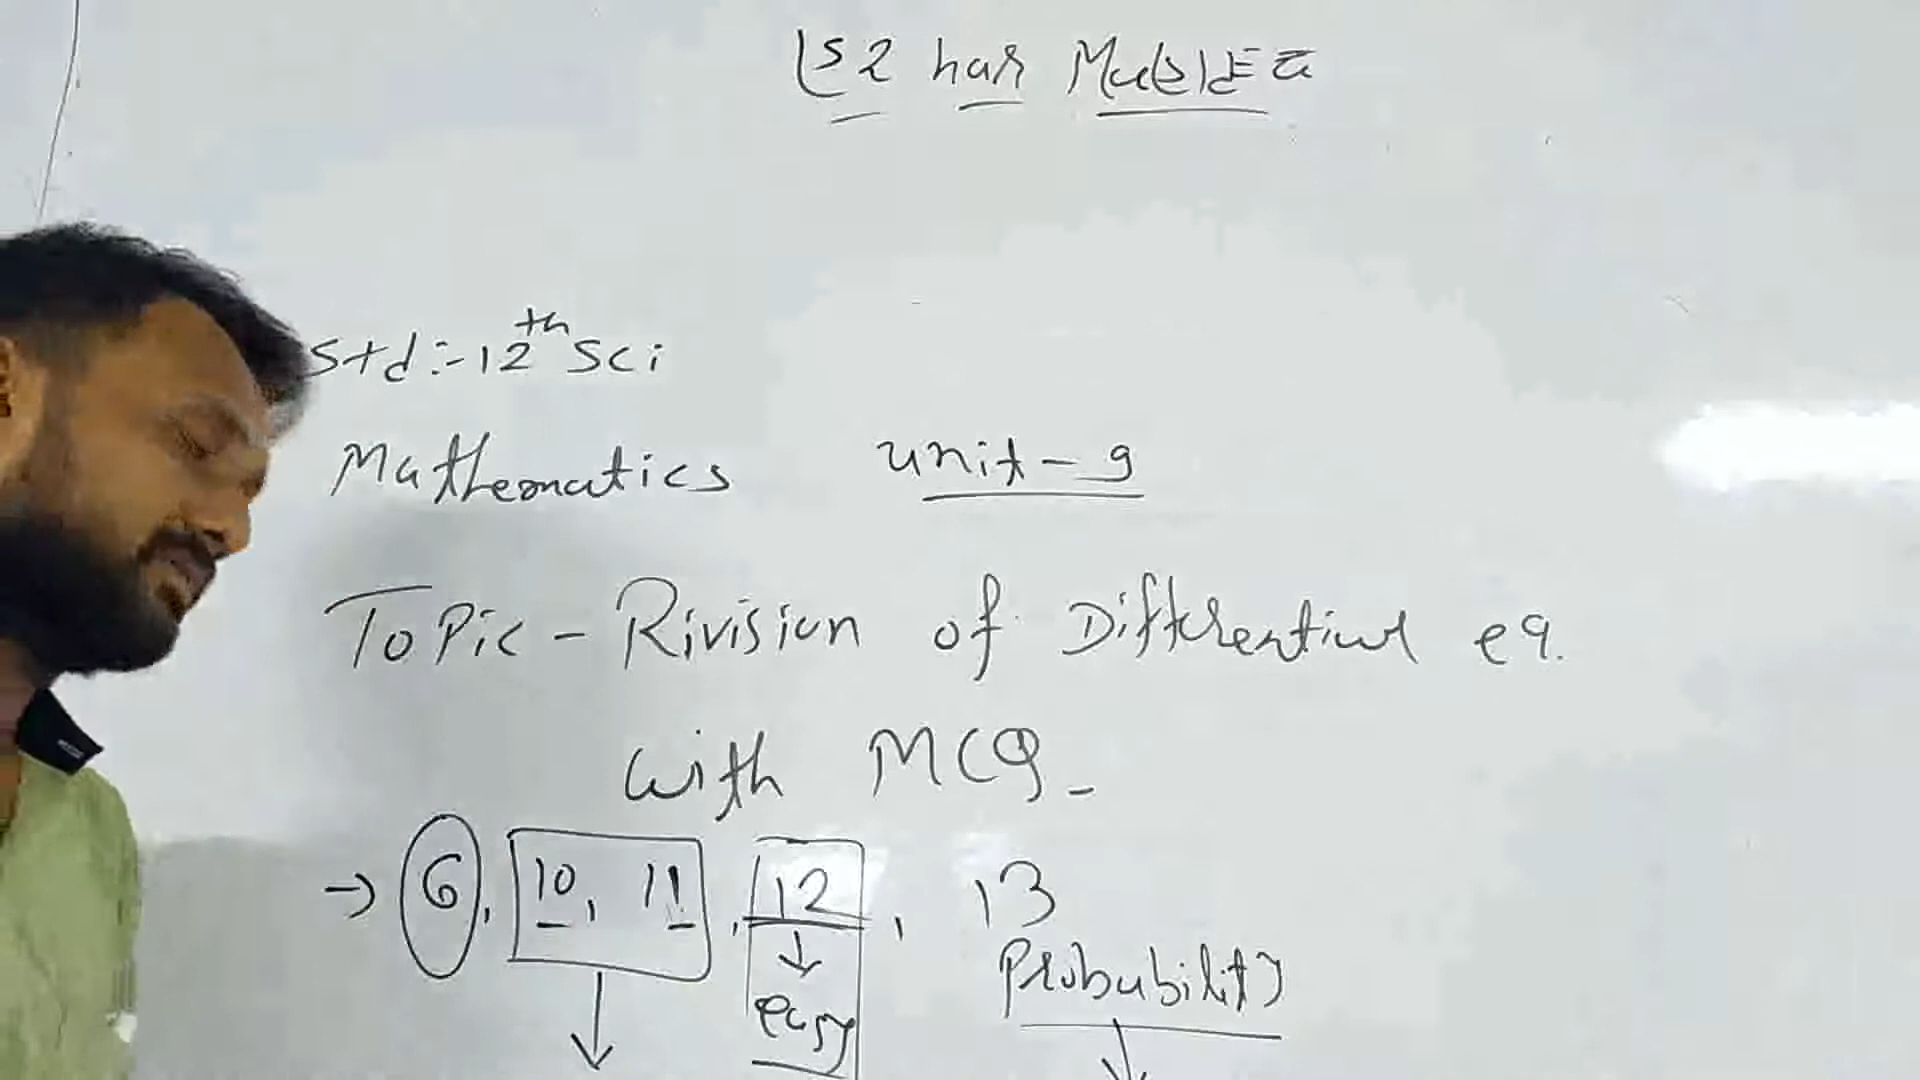 Std:-12th Sci
Mathematics unit-9
Topic - Rivision of Differential eq.
with MCQ-
→ 6, 10, 11, 12, 13
↓ easy Probability